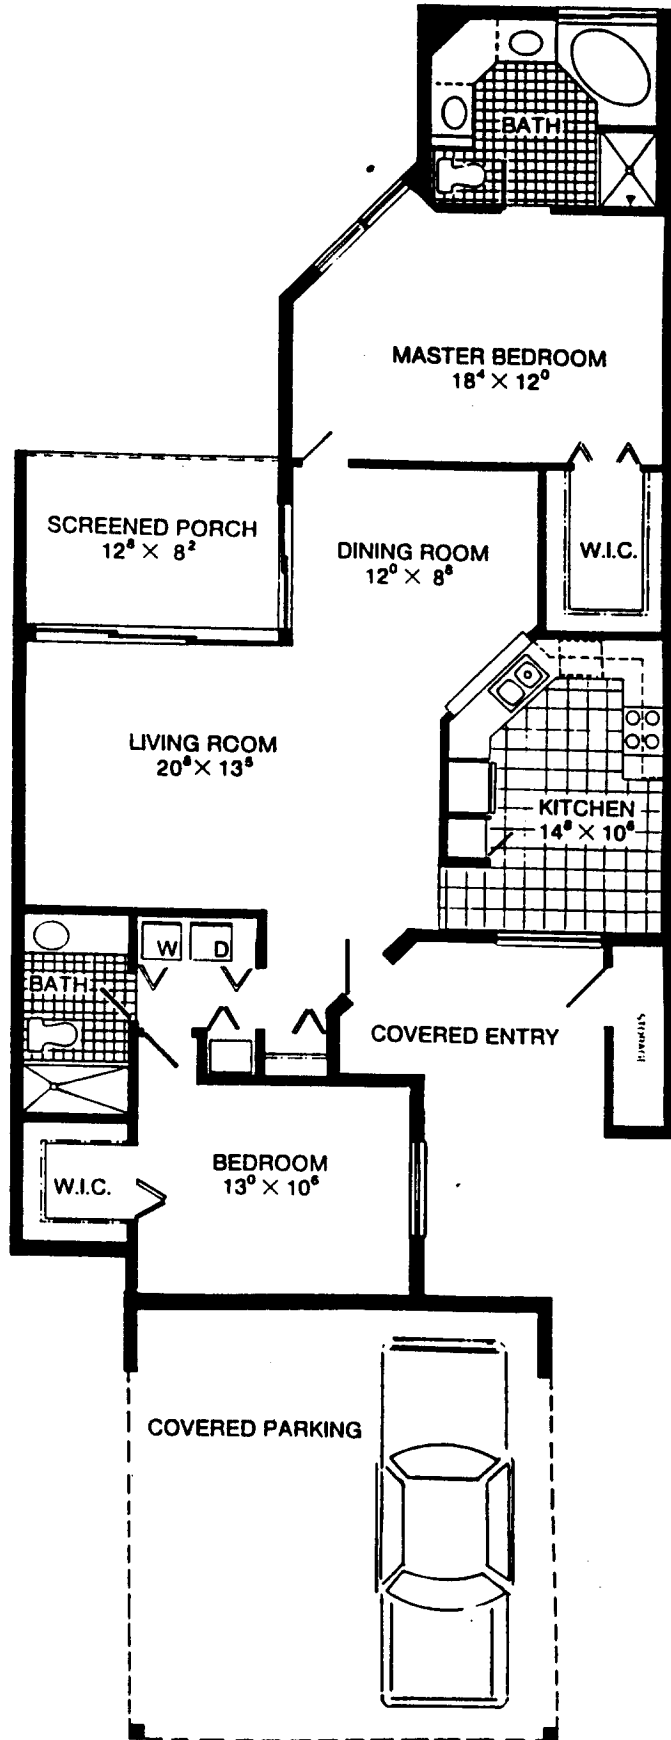 BATH
MASTER BEDROOM
18⁴ X 12⁰
SCREENED PORCH
12⁸ X 8²
DINING ROOM
12⁰ X 8⁸
W.I.C.
LIVING ROOM
20⁸ X 13⁵
KITCHEN
14⁸ X 10⁶
W D
BATH
COVERED ENTRY
STORAGE
BEDROOM
13⁰ X 10⁶
W.I.C.
COVERED PARKING